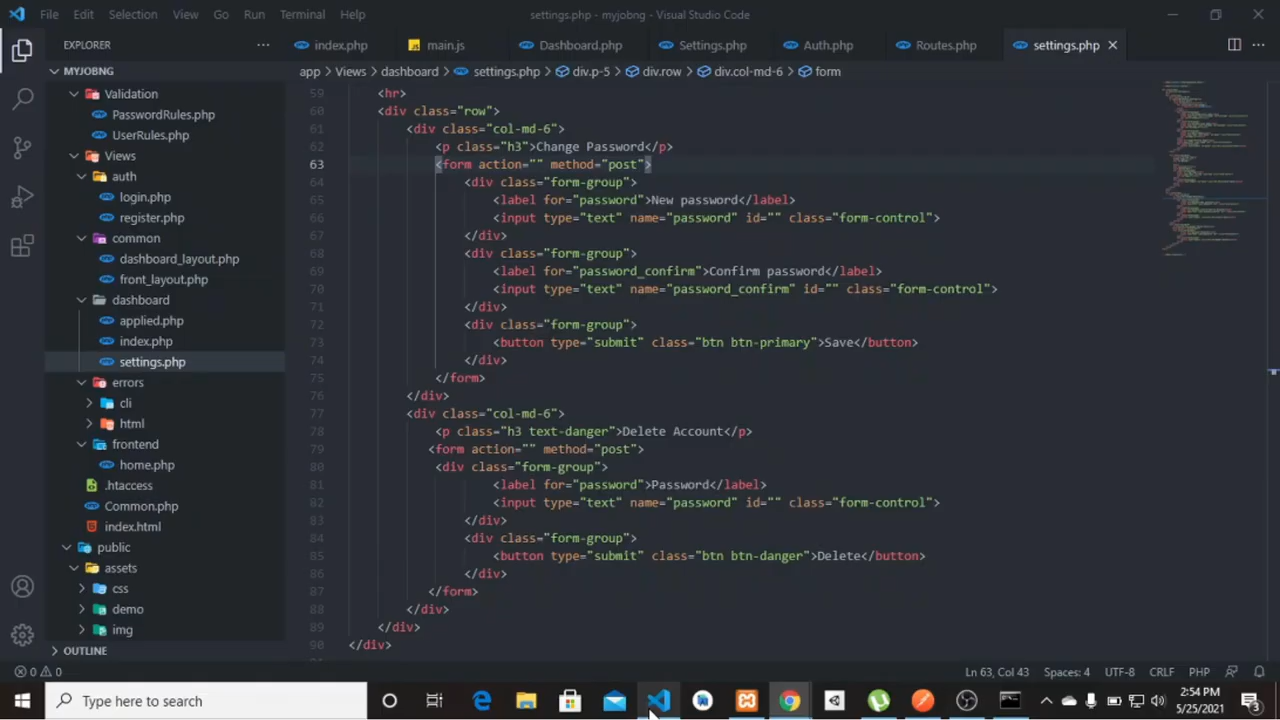 File Edit Selection View Go Run Terminal Help
settings.php - myjobng - Visual Studio Code
EXPLORER
index.php main.js Dashboard.php Settings.php Auth.php Routes.php settings.php
MYJOBNG
app > Views > dashboard > settings.php > div.p-5 > div.row > div.col-md-6 > form
Validation
PasswordRules.php
UserRules.php
Views
auth
login.php
register.php
common
dashboard_layout.php
front_layout.php
dashboard
applied.php
index.php
settings.php
errors
cli
html
frontend
home.php
.htaccess
Common.php
index.html
public
assets
css
demo
img
OUTLINE
59 <hr>
60 <div class="row">
61 <div class="col-md-6">
62 <p class="h3">Change Password</p>
63 <form action="" method="post">
64 <div class="form-group">
65 <label for="password">New password</label>
66 <input type="text" name="password" id="" class="form-control">
67 </div>
68 <div class="form-group">
69 <label for="password_confirm">Confirm password</label>
70 <input type="text" name="password_confirm" id="" class="form-control">
71 </div>
72 <div class="form-group">
73 <button type="submit" class="btn btn-primary">Save</button>
74 </div>
75 </form>
76 </div>
77 <div class="col-md-6">
78 <p class="h3 text-danger">Delete Account</p>
79 <form action="" method="post">
80 <div class="form-group">
81 <label for="password">Password</label>
82 <input type="text" name="password" id="" class="form-control">
83 </div>
84 <div class="form-group">
85 <button type="submit" class="btn btn-danger">Delete</button>
86 </div>
87 </form>
88 </div>
89 </div>
90 </div>
0 0
Ln 63, Col 43 Spaces: 4 UTF-8 CRLF PHP
Type here to search
2:54 PM
5/25/2021
3